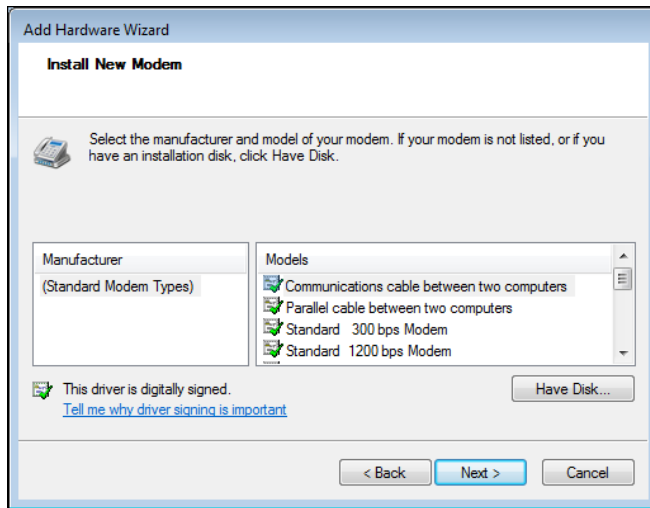 Add Hardware Wizard
Install New Modem
Select the manufacturer and model of your modem. If your modem is not listed, or if you
have an installation disk, click Have Disk.
Manufacturer
(Standard Modem Types)
Models
Communications cable between two computers
Parallel cable between two computers
Standard 300 bps Modem
Standard 1200 bps Modem
This driver is digitally signed.
Tell me why driver signing is important
Have Disk...
< Back
Next >
Cancel